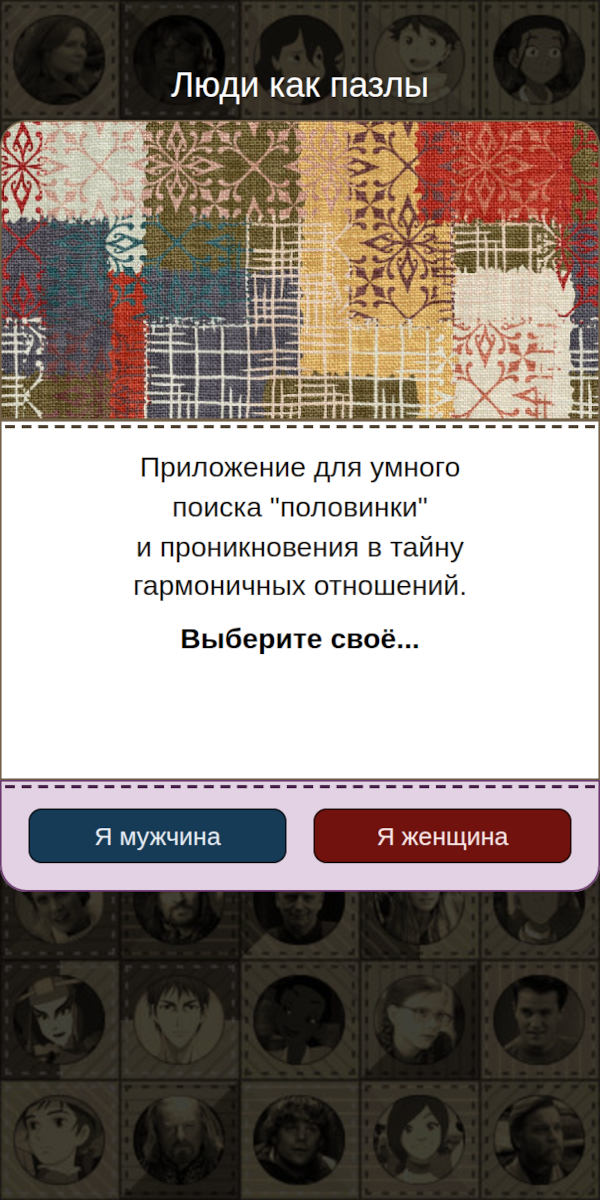 Люди как пазлы
Приложение для умного
поиска "половинки"
и проникновения в тайну
гармоничных отношений.
Выберите своё...
Я мужчина
Я женщина